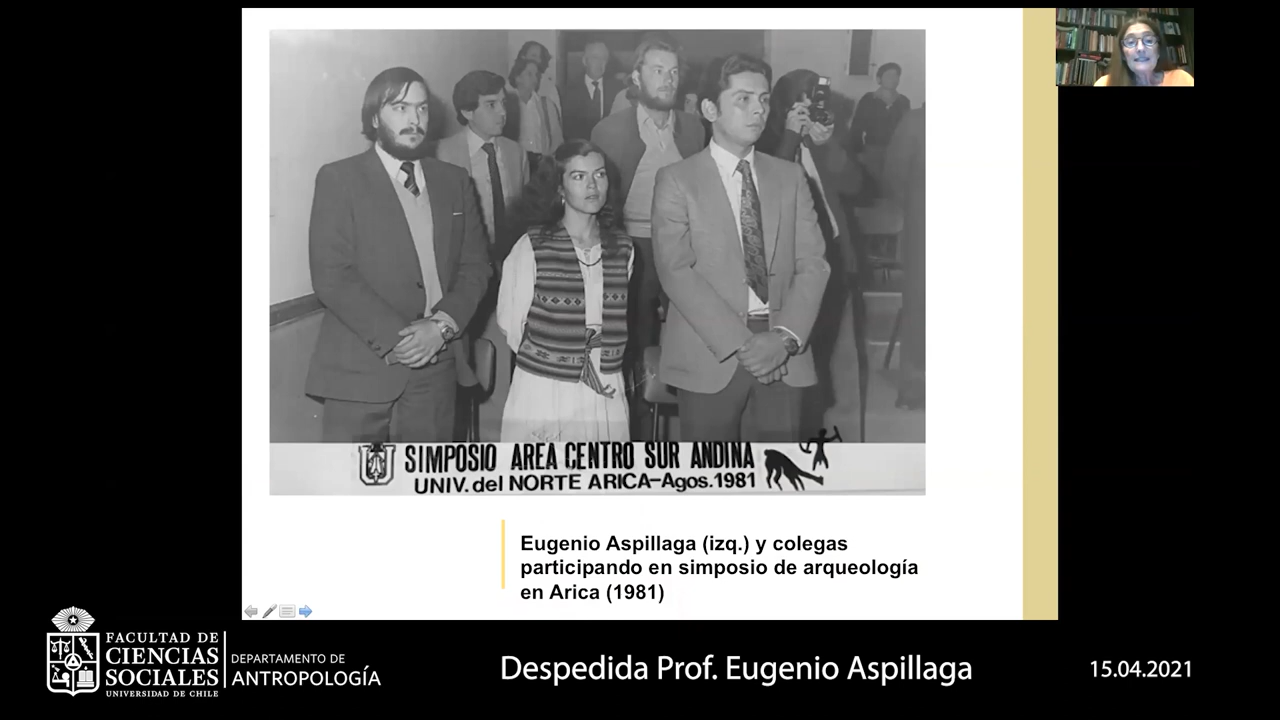 SIMPOSIO AREA CENTRO SUR ANDINA
UNIV. del NORTE ARICA-Agos. 1981
Eugenio Aspillaga (izq.) y colegas
participando en simposio de arqueología
en Arica (1981)
FACULTAD DE
CIENCIAS
SOCIALES
UNIVERSIDAD DE CHILE
DEPARTAMENTO DE
ANTROPOLOGÍA
Despedida Prof. Eugenio Aspillaga
15.04.2021